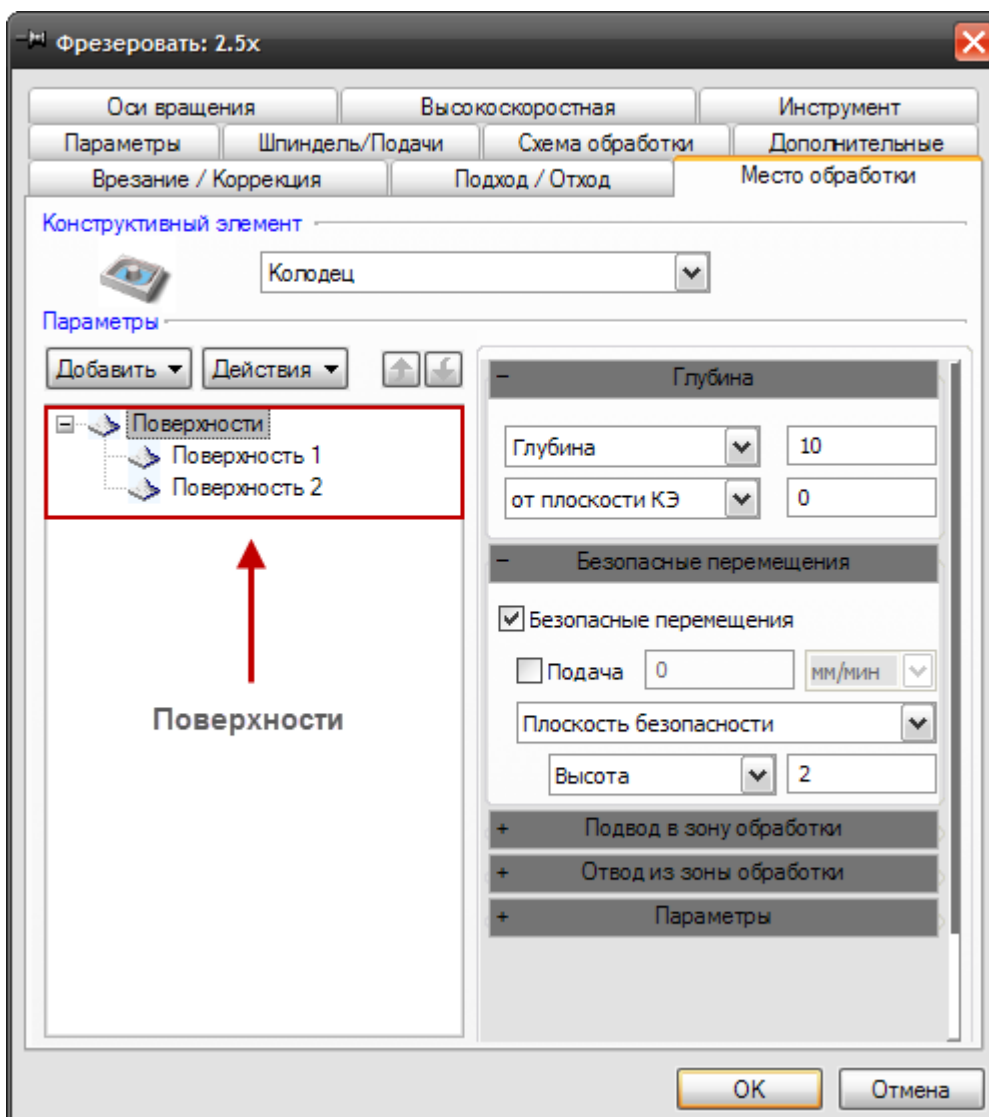 Фрезеровать: 2.5x
Оси вращения Высокоскоростная Инструмент
Параметры Шпиндель/Подачи Схема обработки Дополнительные
Врезание / Коррекция Подход / Отход Место обработки
Конструктивный элемент
Колодец
Параметры
Добавить Действия
Поверхности
Поверхность 1
Поверхность 2
Поверхности
Глубина
Глубина 10
от плоскости КЭ 0
Безопасные перемещения
Безопасные перемещения
Подача 0 мм/мин
Плоскость безопасности
Высота 2
Подвод в зону обработки
Отвод из зоны обработки
Параметры
OK Отмена